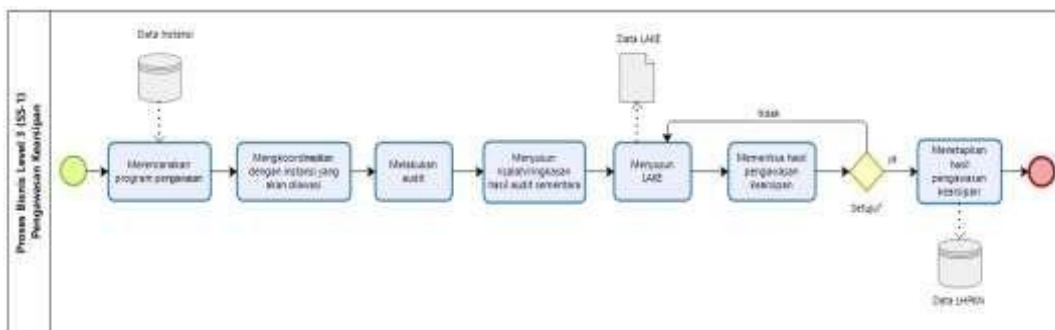 Proses Bisnis Level 3 (SS-1)
Pengawasan Kearsipan
Data Instansi
Merencanakan
program pengawasan
Mengkoordinasikan
dengan instansi yang
akan diawasi
Melakukan
audit
Menyusun
risalah/ringkasan
hasil audit sementara
Data LAKE
Menyusun
LAKE
Memeriksa hasil
pengawasan
kearsipan
tidak
Setuju?
ya
Menetapkan
hasil
pengawasan
kearsipan
Data LHPKN